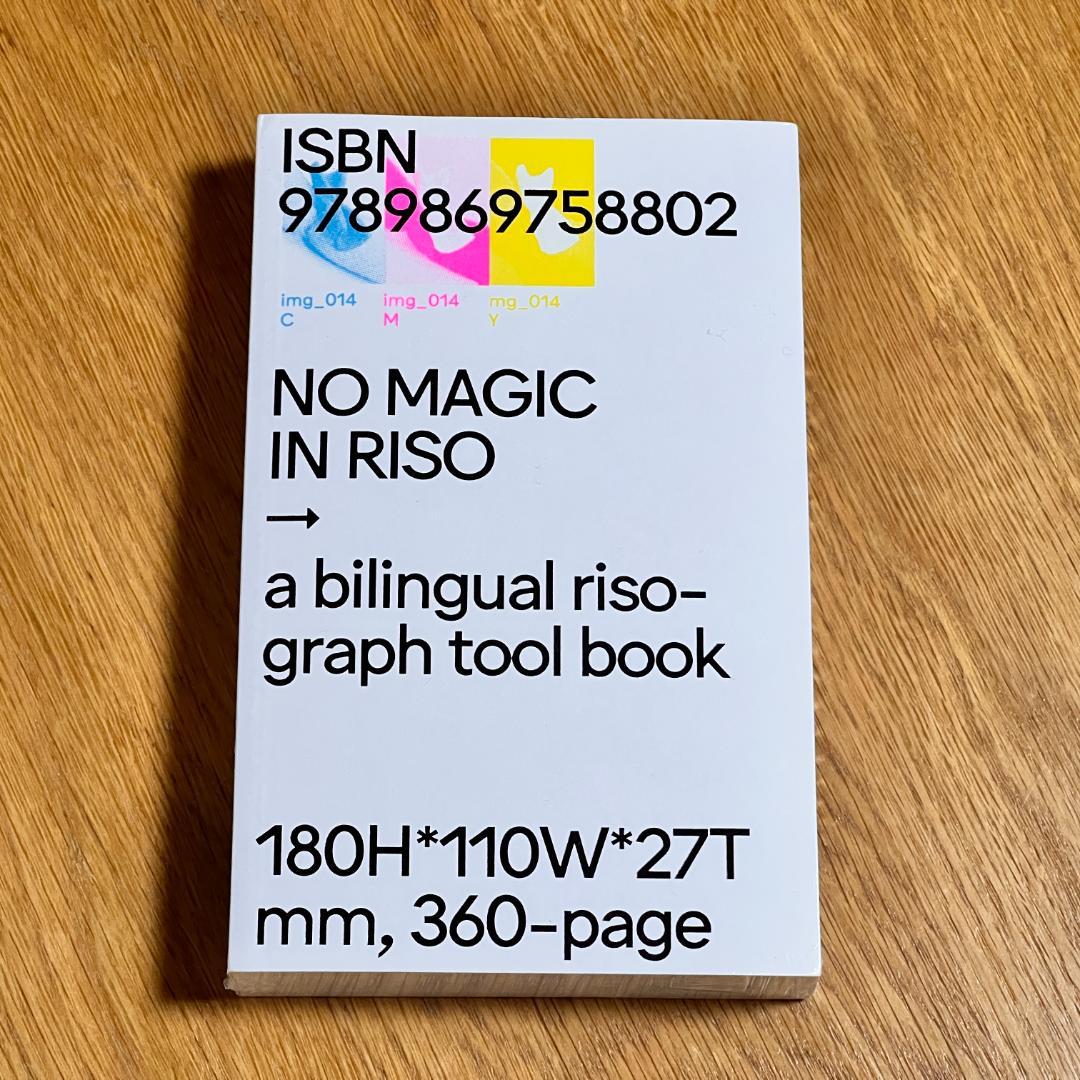 ISBN
9789869758802
img_014 img_014 mg_014
C M Y
NO MAGIC
IN RISO
→
a bilingual riso-
graph tool book
180H*110W*27T
mm, 360-page